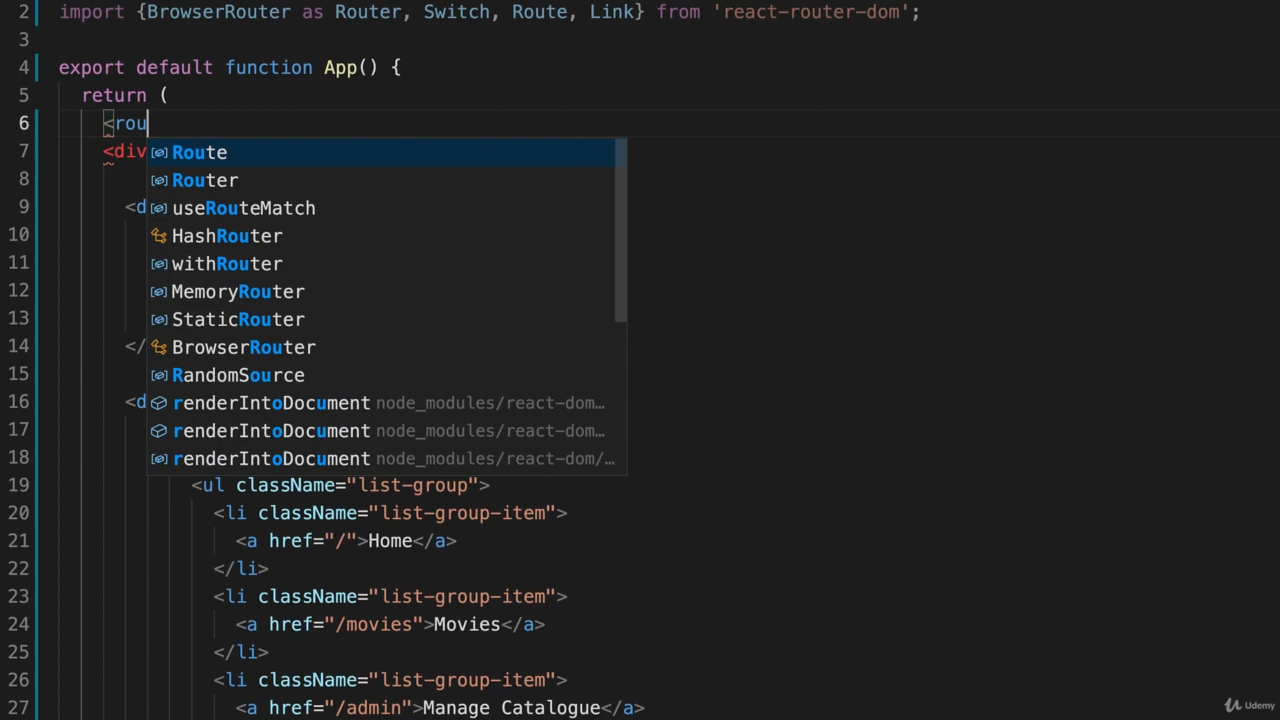 2 import {BrowserRouter as Router, Switch, Route, Link} from 'react-router-dom';
3
4 export default function App() {
5 return (
6 <rou
7 <div
Route
8
Router
9 <d
useRouteMatch
10
HashRouter
11
withRouter
12
MemoryRouter
13
StaticRouter
14 </
BrowserRouter
15
RandomSource
16 <d
renderIntoDocument node_modules/react-dom…
17
renderIntoDocument node_modules/react-dom…
18
renderIntoDocument node_modules/react-dom/…
19 <ul className="list-group">
20 <li className="list-group-item">
21 <a href="/">Home</a>
22 </li>
23 <li className="list-group-item">
24 <a href="/movies">Movies</a>
25 </li>
26 <li className="list-group-item">
27 <a href="/admin">Manage Catalogue</a>
Udemy